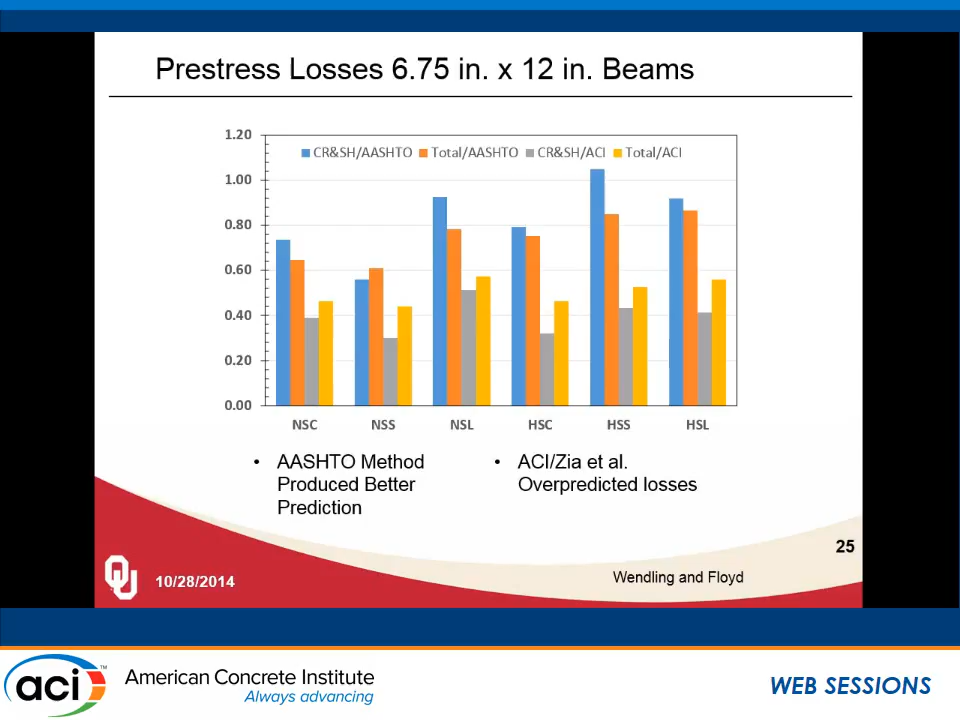 Prestress Losses 6.75 in. x 12 in. Beams
1.20
1.00
0.80
0.60
0.40
0.20
0.00
CR&SH/AASHTO Total/AASHTO CR&SH/ACI Total/ACI
NSC NSS NSL HSC HSS HSL
• AASHTO Method
Produced Better
Prediction
• ACI/Zia et al.
Overpredicted losses
25
OU
10/28/2014
Wendling and Floyd
aci™
American Concrete Institute
Always advancing
WEB SESSIONS